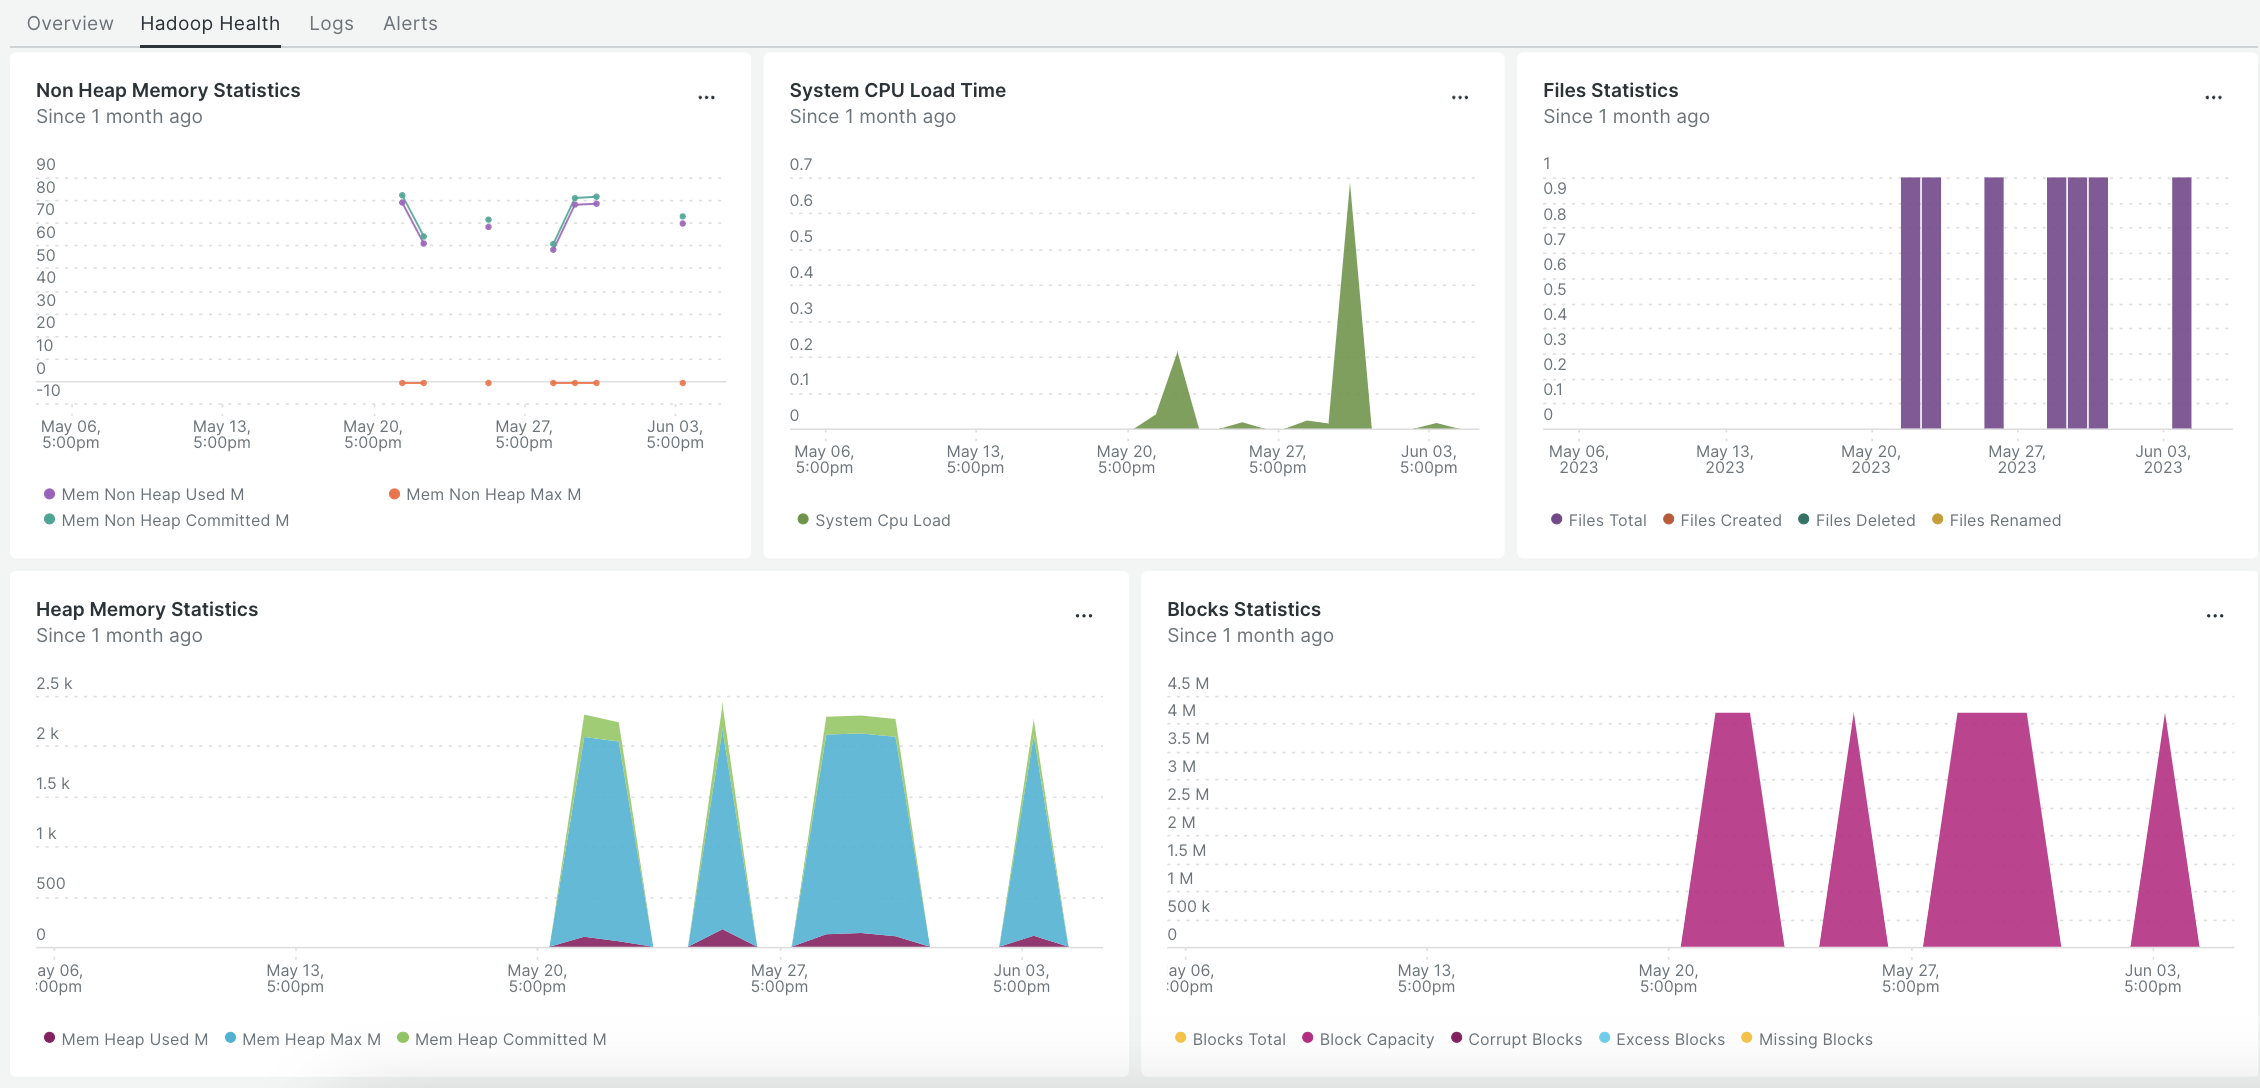 Overview Hadoop Health Logs Alerts
Non Heap Memory Statistics
Since 1 month ago
...
90
80
70
60
50
40
30
20
10
0
-10
May 06, May 13, May 20, May 27, Jun 03,
5:00pm 5:00pm 5:00pm 5:00pm 5:00pm
Mem Non Heap Used M Mem Non Heap Max M
Mem Non Heap Committed M
System CPU Load Time
Since 1 month ago
...
0.7
0.6
0.5
0.4
0.3
0.2
0.1
0
May 06, May 13, May 20, May 27, Jun 03,
5:00pm 5:00pm 5:00pm 5:00pm 5:00pm
System Cpu Load
Files Statistics
Since 1 month ago
...
1
0.9
0.8
0.7
0.6
0.5
0.4
0.3
0.2
0.1
0
May 06, May 13, May 20, May 27, Jun 03,
2023 2023 2023 2023 2023
Files Total Files Created Files Deleted Files Renamed
Heap Memory Statistics
Since 1 month ago
...
2.5 k
2 k
1.5 k
1 k
500
0
ay 06, May 13, May 20, May 27, Jun 03,
:00pm 5:00pm 5:00pm 5:00pm 5:00pm
Mem Heap Used M Mem Heap Max M Mem Heap Committed M
Blocks Statistics
Since 1 month ago
...
4.5 M
4 M
3.5 M
3 M
2.5 M
2 M
1.5 M
1 M
500 k
0
ay 06, May 13, May 20, May 27, Jun 03,
:00pm 5:00pm 5:00pm 5:00pm 5:00pm
Blocks Total Block Capacity Corrupt Blocks Excess Blocks Missing Blocks